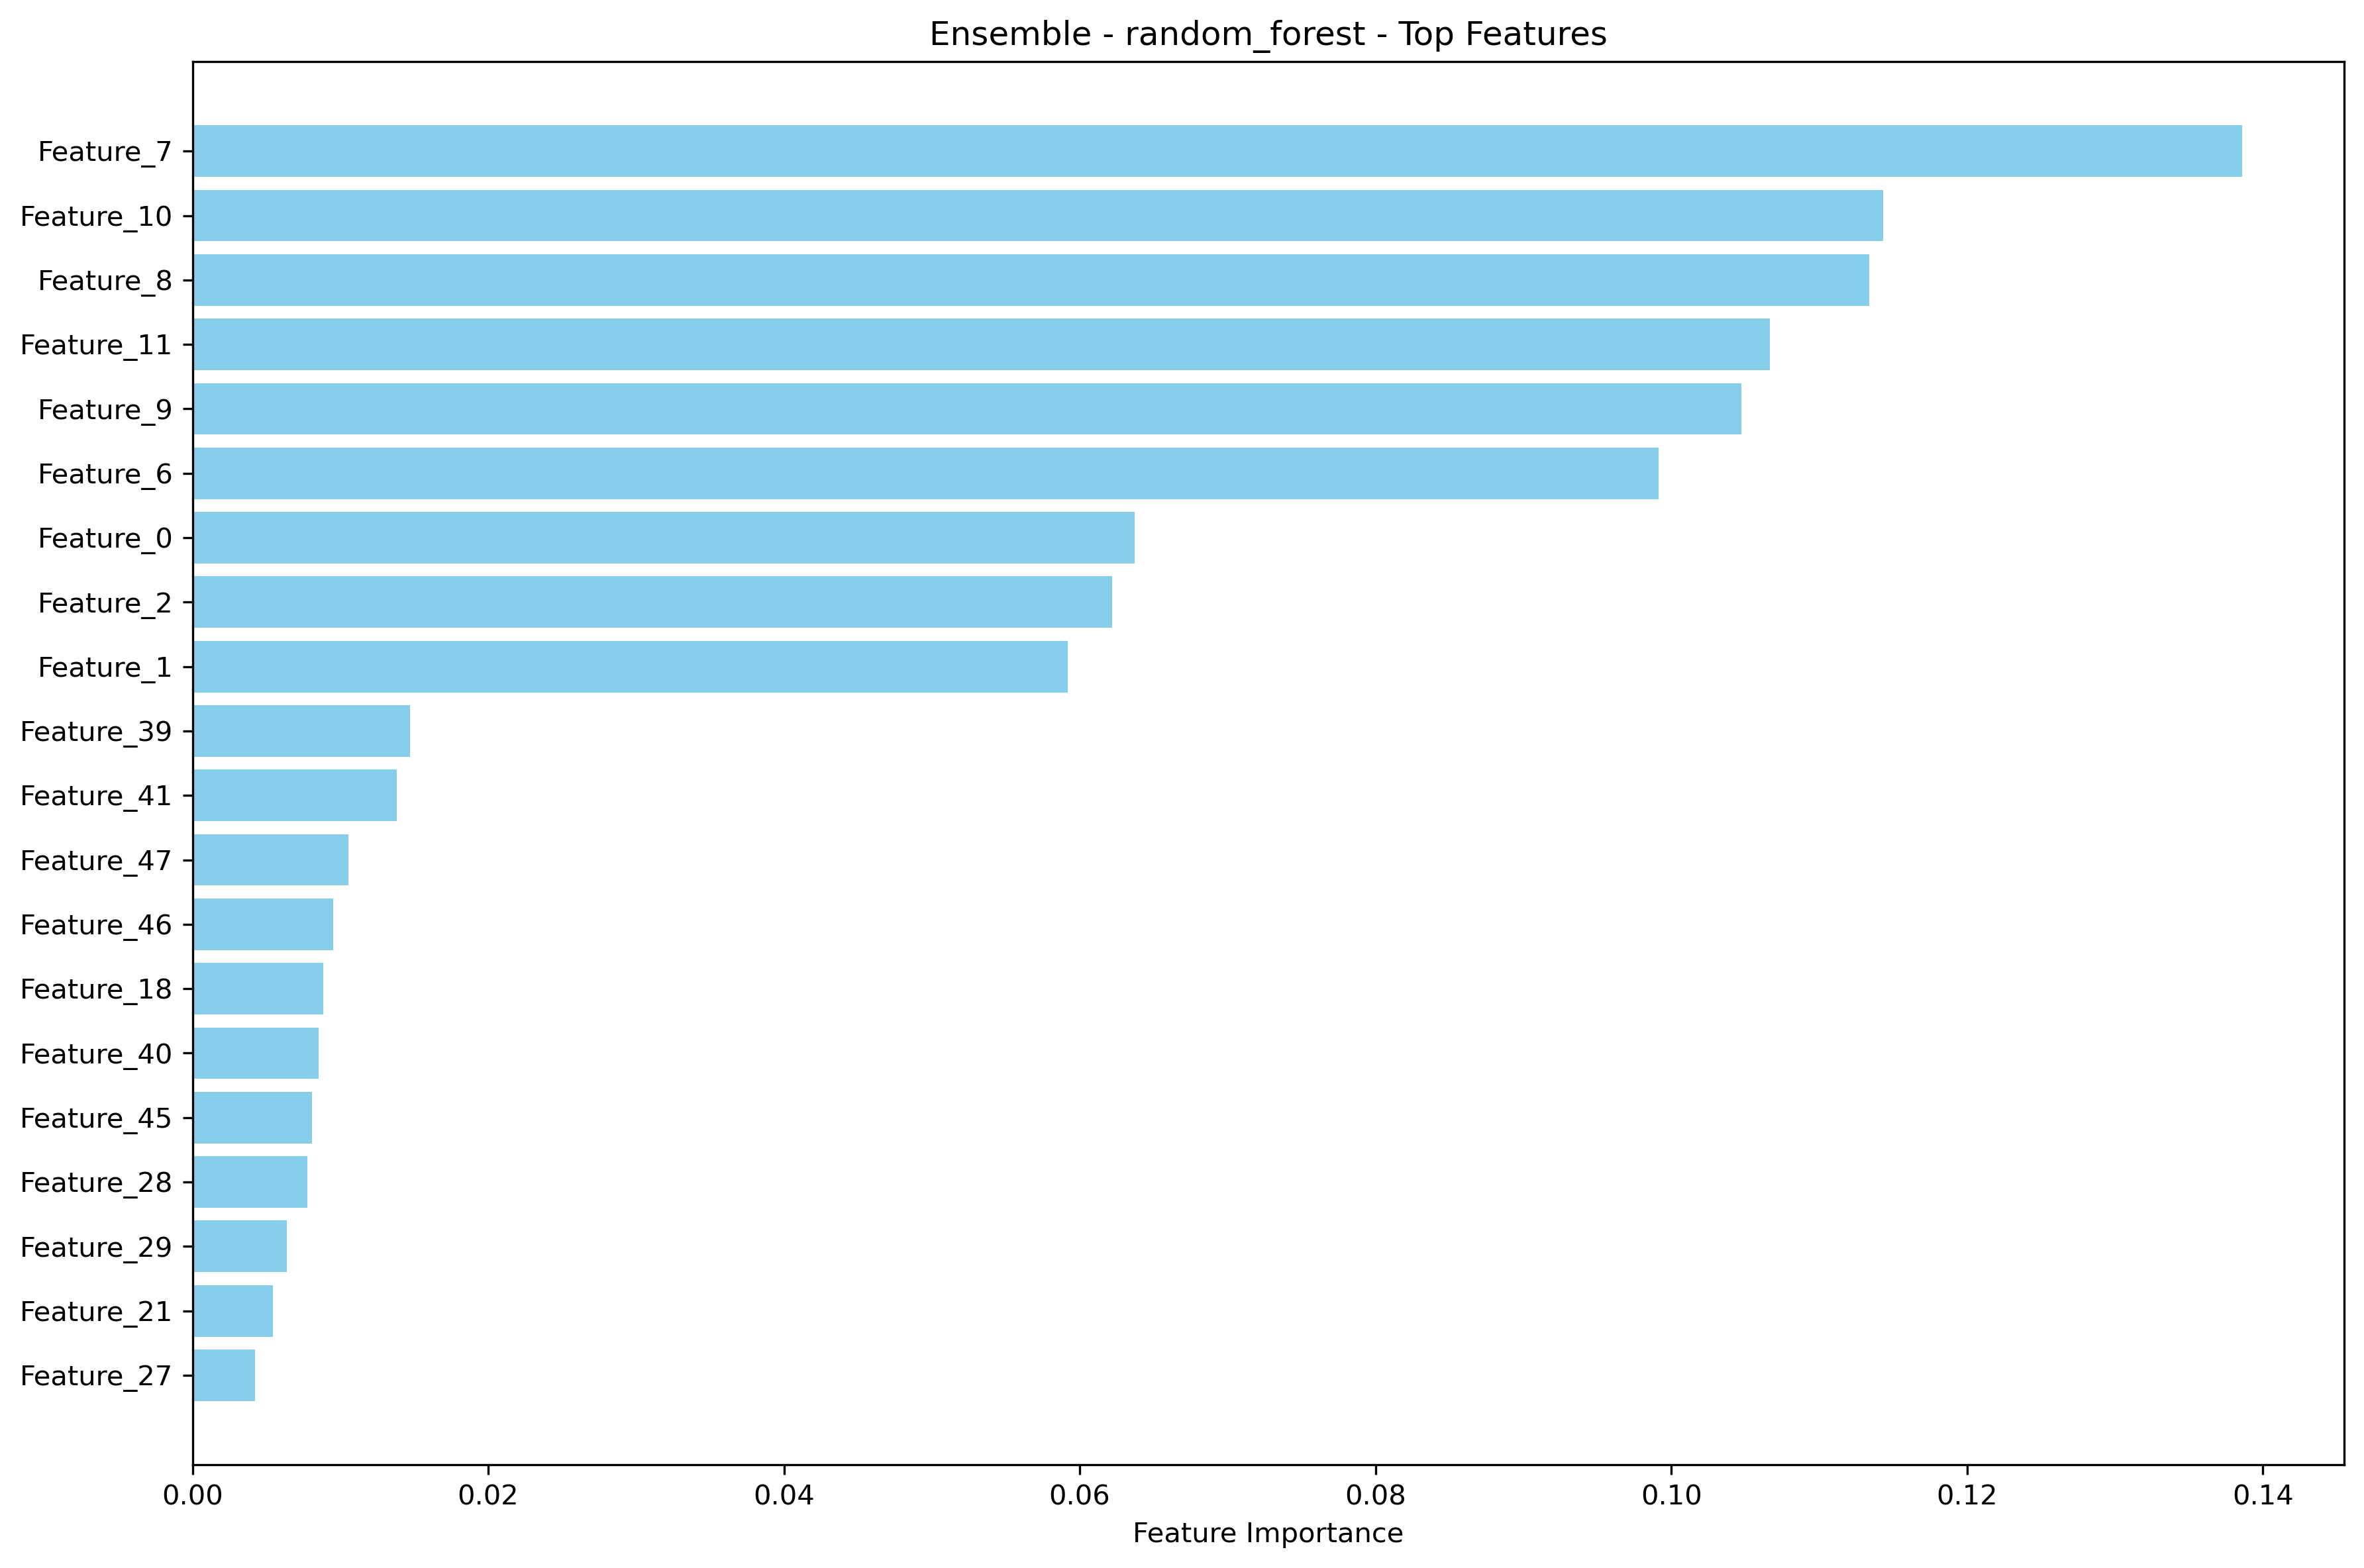 Ensemble - random_forest - Top Features
Feature_7
Feature_10
Feature_8
Feature_11
Feature_9
Feature_6
Feature_0
Feature_2
Feature_1
Feature_39
Feature_41
Feature_47
Feature_46
Feature_18
Feature_40
Feature_45
Feature_28
Feature_29
Feature_21
Feature_27
0.00 0.02 0.04 0.06 0.08 0.10 0.12 0.14
Feature Importance